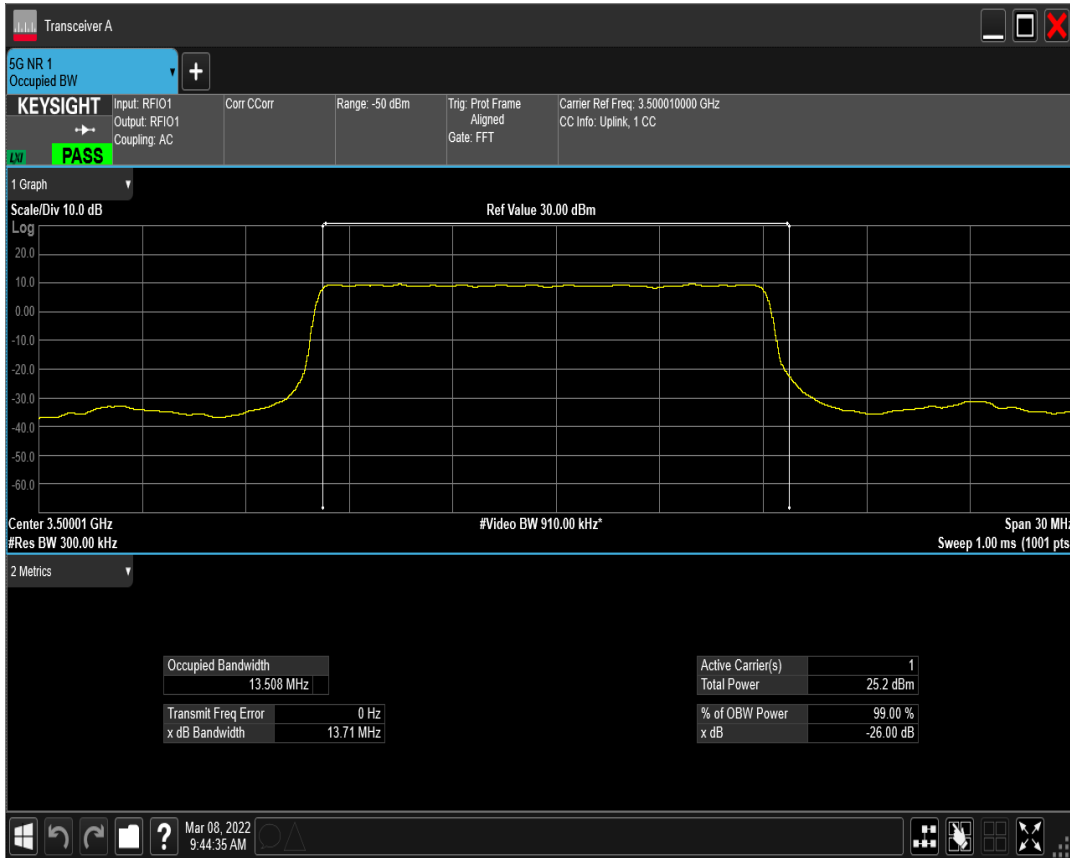 Transceiver A
5G NR 1
Occupied BW
+
KEYSIGHT
LXI
PASS
Input: RFIO1
Output: RFIO1
Coupling: AC
Corr CCorr
Range: -50 dBm
Trig: Prot Frame
Aligned
Gate: FFT
Carrier Ref Freq: 3.500010000 GHz
CC Info: Uplink, 1 CC
1 Graph
Scale/Div 10.0 dB
Ref Value 30.00 dBm
Log
20.0
10.0
0.00
-10.0
-20.0
-30.0
-40.0
-50.0
-60.0
Center 3.50001 GHz
#Video BW 910.00 kHz*
Span 30 MHz
#Res BW 300.00 kHz
Sweep 1.00 ms (1001 pts
2 Metrics
Occupied Bandwidth
13.508 MHz
Transmit Freq Error 0 Hz
x dB Bandwidth 13.71 MHz
Active Carrier(s) 1
Total Power 25.2 dBm
% of OBW Power 99.00 %
x dB -26.00 dB
?
Mar 08, 2022
9:44:35 AM